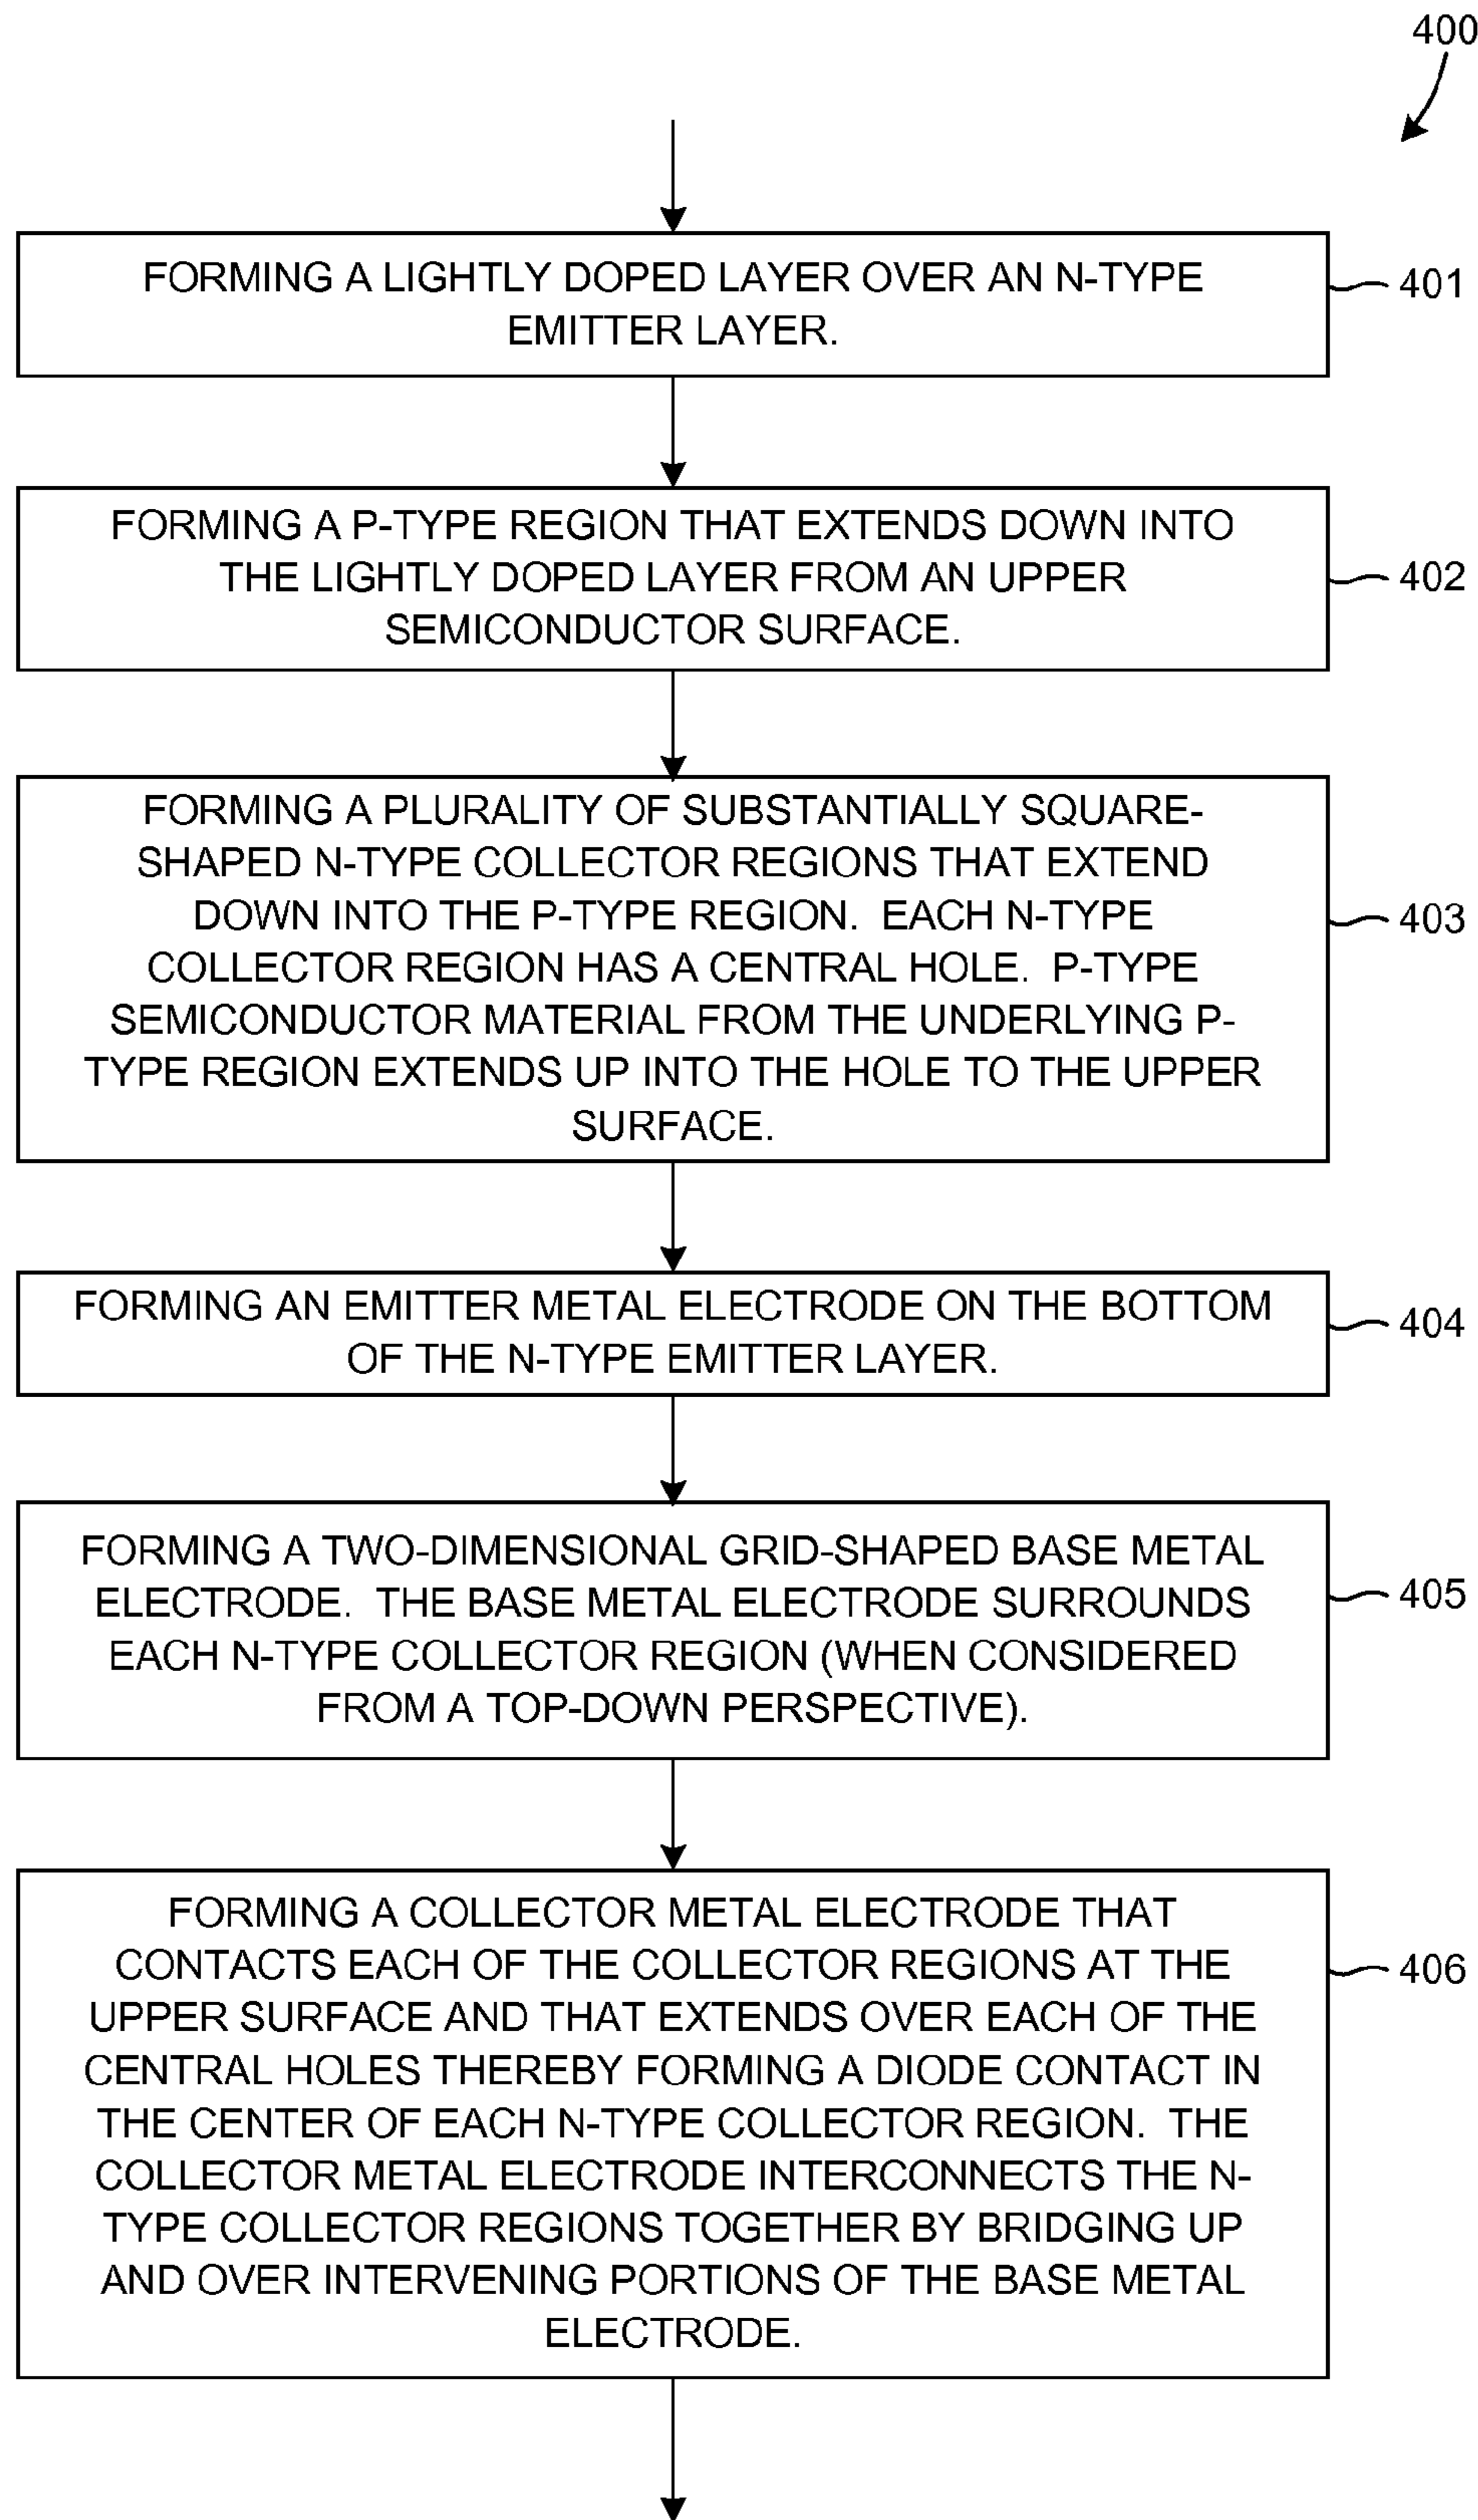 400
FORMING A LIGHTLY DOPED LAYER OVER AN N-TYPE
EMITTER LAYER.
401
FORMING A P-TYPE REGION THAT EXTENDS DOWN INTO
THE LIGHTLY DOPED LAYER FROM AN UPPER
SEMICONDUCTOR SURFACE.
402
FORMING A PLURALITY OF SUBSTANTIALLY SQUARE-
SHAPED N-TYPE COLLECTOR REGIONS THAT EXTEND
DOWN INTO THE P-TYPE REGION. EACH N-TYPE
COLLECTOR REGION HAS A CENTRAL HOLE. P-TYPE
SEMICONDUCTOR MATERIAL FROM THE UNDERLYING P-
TYPE REGION EXTENDS UP INTO THE HOLE TO THE UPPER
SURFACE.
403
FORMING AN EMITTER METAL ELECTRODE ON THE BOTTOM
OF THE N-TYPE EMITTER LAYER.
404
FORMING A TWO-DIMENSIONAL GRID-SHAPED BASE METAL
ELECTRODE. THE BASE METAL ELECTRODE SURROUNDS
EACH N-TYPE COLLECTOR REGION (WHEN CONSIDERED
FROM A TOP-DOWN PERSPECTIVE).
405
FORMING A COLLECTOR METAL ELECTRODE THAT
CONTACTS EACH OF THE COLLECTOR REGIONS AT THE
UPPER SURFACE AND THAT EXTENDS OVER EACH OF THE
CENTRAL HOLES THEREBY FORMING A DIODE CONTACT IN
THE CENTER OF EACH N-TYPE COLLECTOR REGION. THE
COLLECTOR METAL ELECTRODE INTERCONNECTS THE N-
TYPE COLLECTOR REGIONS TOGETHER BY BRIDGING UP
AND OVER INTERVENING PORTIONS OF THE BASE METAL
ELECTRODE.
406